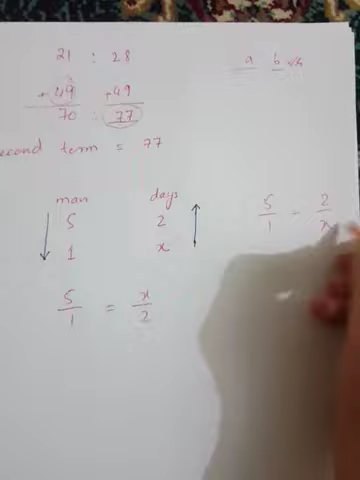 21 : 28
a b
+49 +49
70 : 77
second term = 77
man days
5 2
1 x
5/1 = 2/x
5/1 = x/2